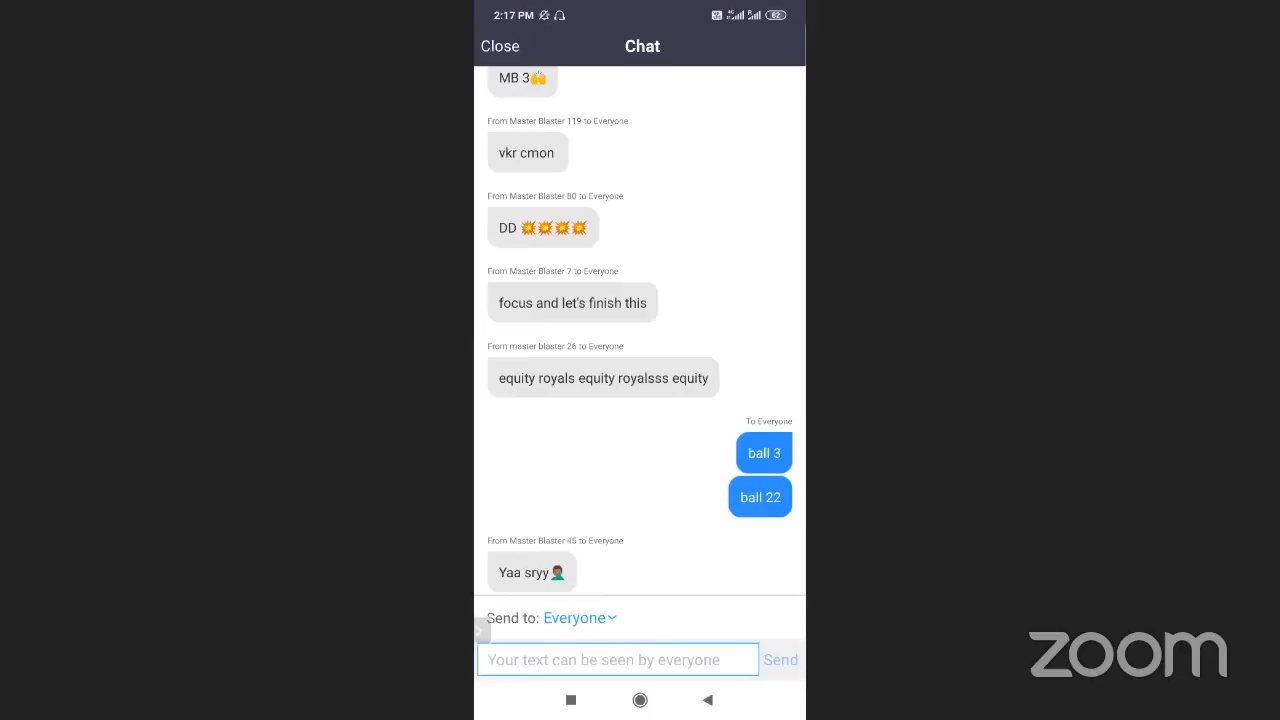 2:17 PM 62
Close Chat
MB 3🙌
From Master Blaster 119 to Everyone
vkr cmon
From Master Blaster 80 to Everyone
DD 💥💥💥💥
From Master Blaster 7 to Everyone
focus and let's finish this
From master blaster 26 to Everyone
equity royals equity royalsss equity
To Everyone
ball 3
ball 22
From Master Blaster 45 to Everyone
Yaa sryy🤦🏾‍♂️
Send to: Everyone
Your text can be seen by everyone Send
zoom